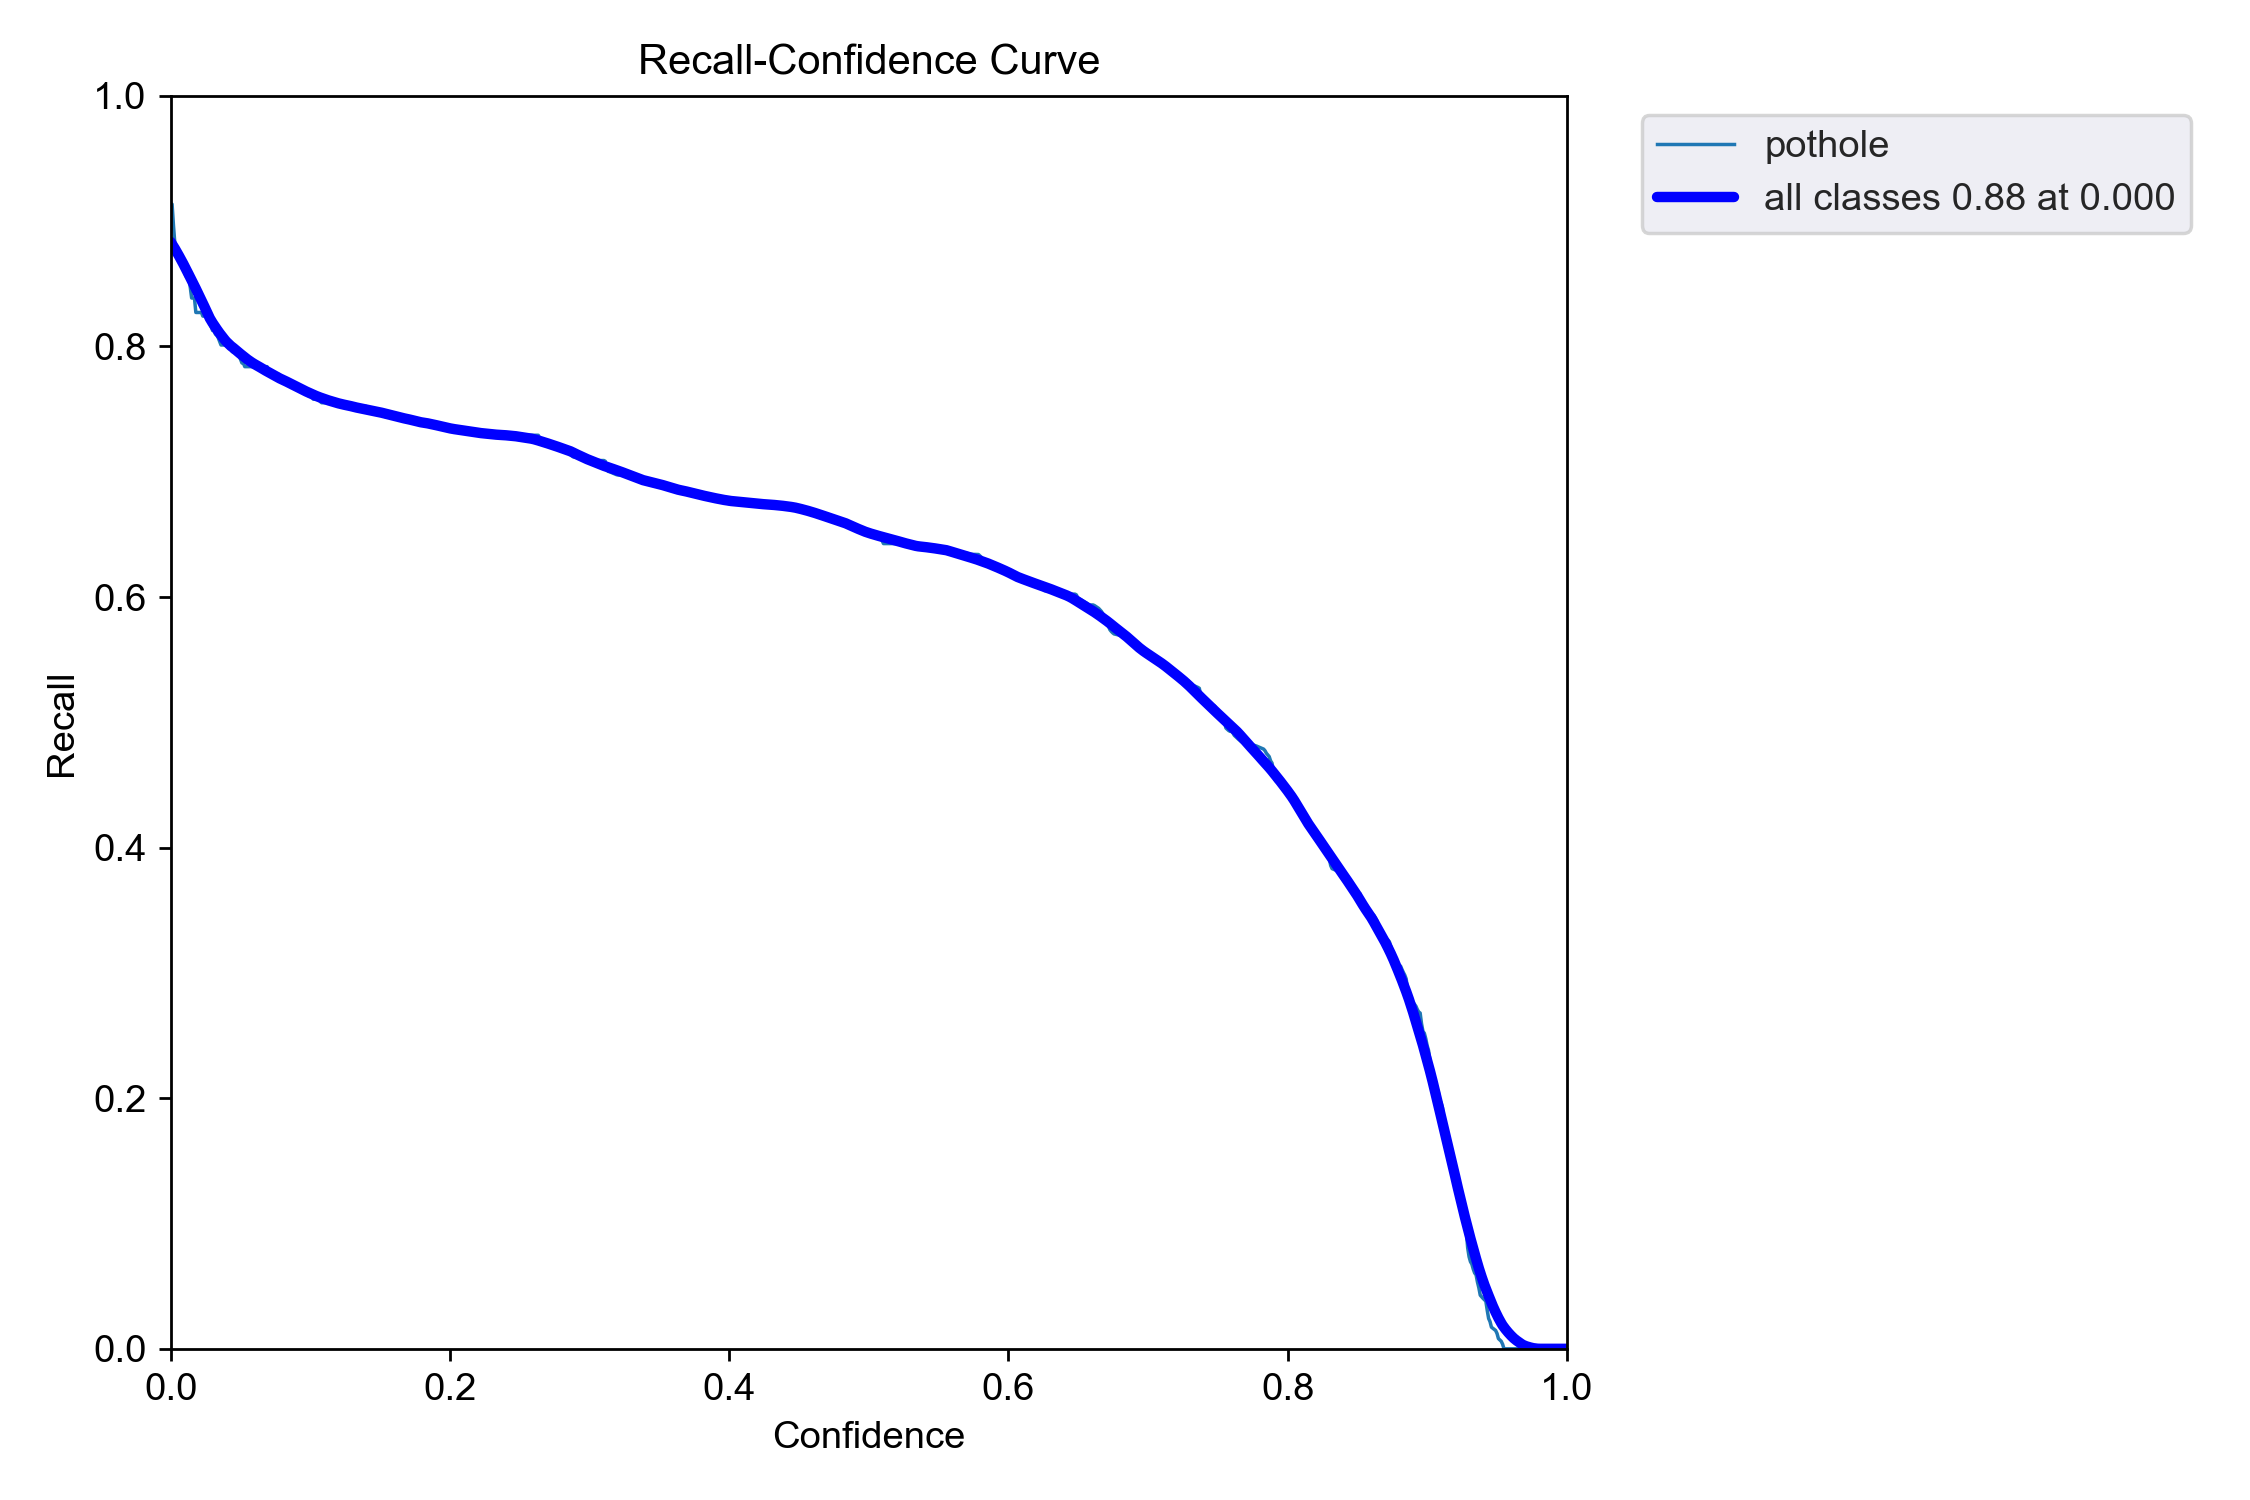 Recall-Confidence Curve
1.0
0.8
0.6
0.4
0.2
0.0
Recall
0.0 0.2 0.4 0.6 0.8 1.0
Confidence
pothole
all classes 0.88 at 0.000